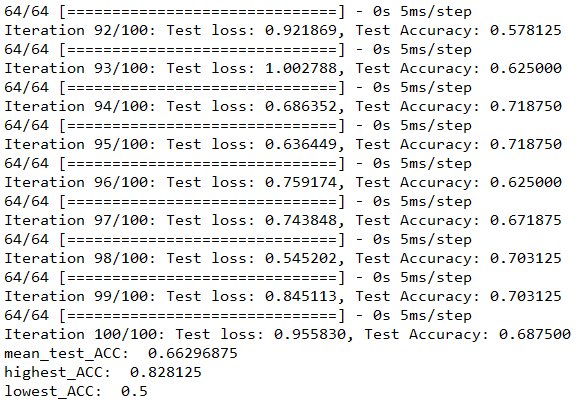 64/64 [==============================] - 0s 5ms/step
Iteration 92/100: Test loss: 0.921869, Test Accuracy: 0.578125
64/64 [==============================] - 0s 5ms/step
Iteration 93/100: Test loss: 1.002788, Test Accuracy: 0.625000
64/64 [==============================] - 0s 5ms/step
Iteration 94/100: Test loss: 0.686352, Test Accuracy: 0.718750
64/64 [==============================] - 0s 5ms/step
Iteration 95/100: Test loss: 0.636449, Test Accuracy: 0.718750
64/64 [==============================] - 0s 5ms/step
Iteration 96/100: Test loss: 0.759174, Test Accuracy: 0.625000
64/64 [==============================] - 0s 5ms/step
Iteration 97/100: Test loss: 0.743848, Test Accuracy: 0.671875
64/64 [==============================] - 0s 5ms/step
Iteration 98/100: Test loss: 0.545202, Test Accuracy: 0.703125
64/64 [==============================] - 0s 5ms/step
Iteration 99/100: Test loss: 0.845113, Test Accuracy: 0.703125
64/64 [==============================] - 0s 5ms/step
Iteration 100/100: Test loss: 0.955830, Test Accuracy: 0.687500
mean_test_ACC:  0.66296875
highest_ACC:  0.828125
lowest_ACC:  0.5